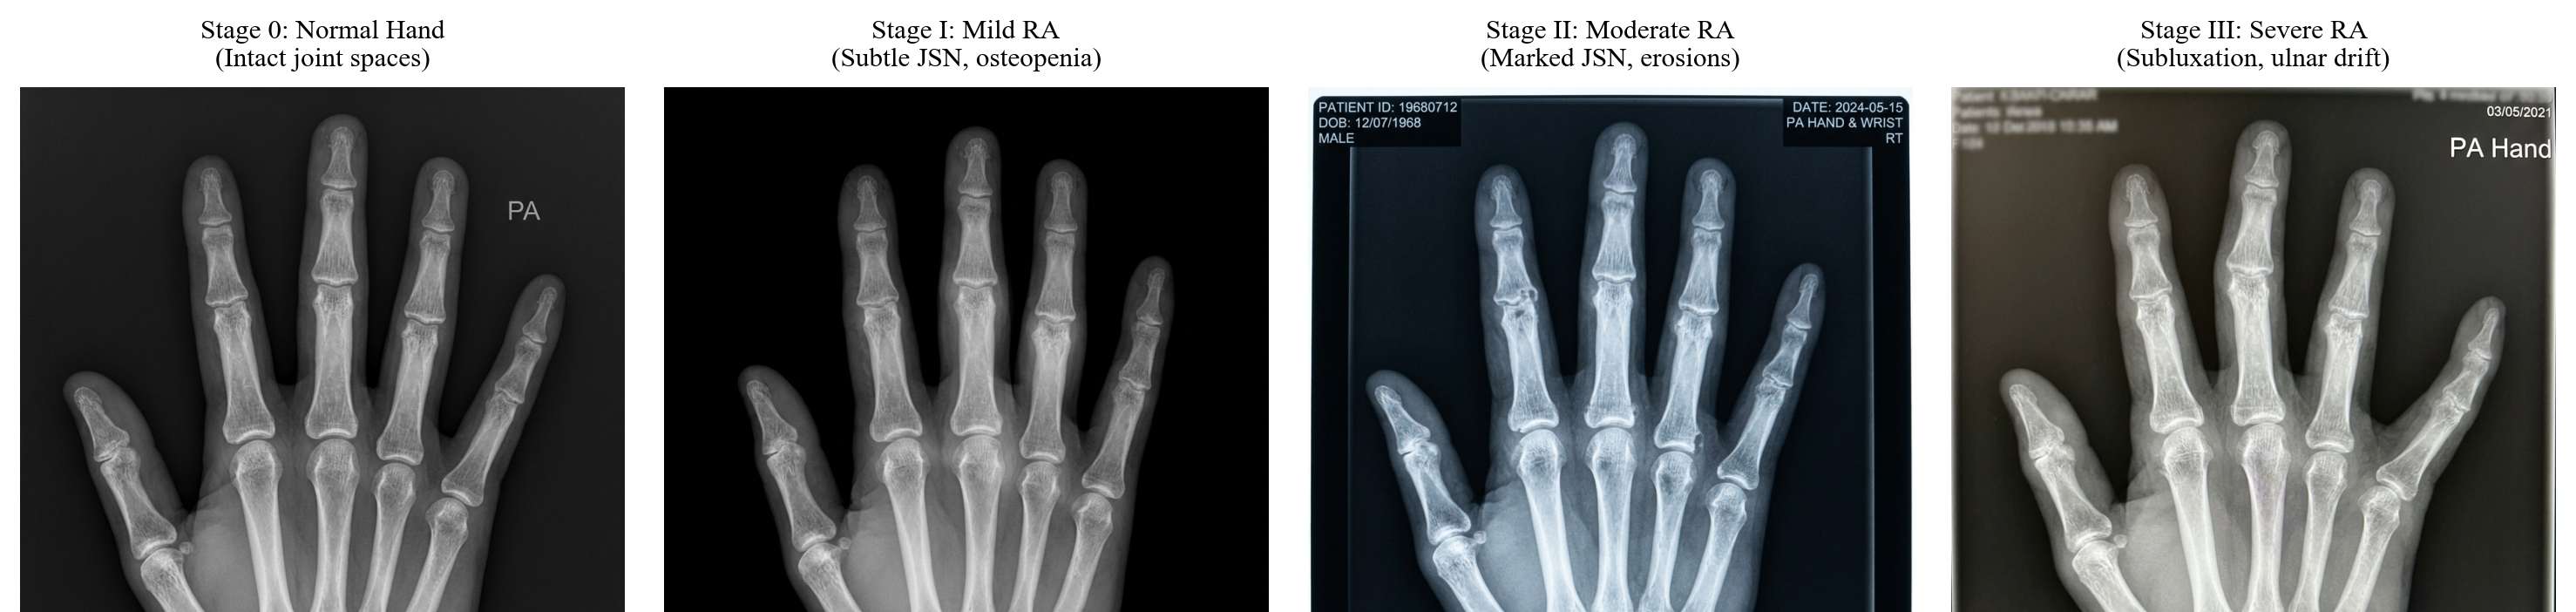 Stage 0: Normal Hand
(Intact joint spaces)
PA
Stage I: Mild RA
(Subtle JSN, osteopenia)
Stage II: Moderate RA
(Marked JSN, erosions)
PATIENT ID: 19680712
DOB: 12/07/1968
MALE
DATE: 2024-05-15
PA HAND & WRIST
RT
Stage III: Severe RA
(Subluxation, ulnar drift)
03/05/2021
PA Hand